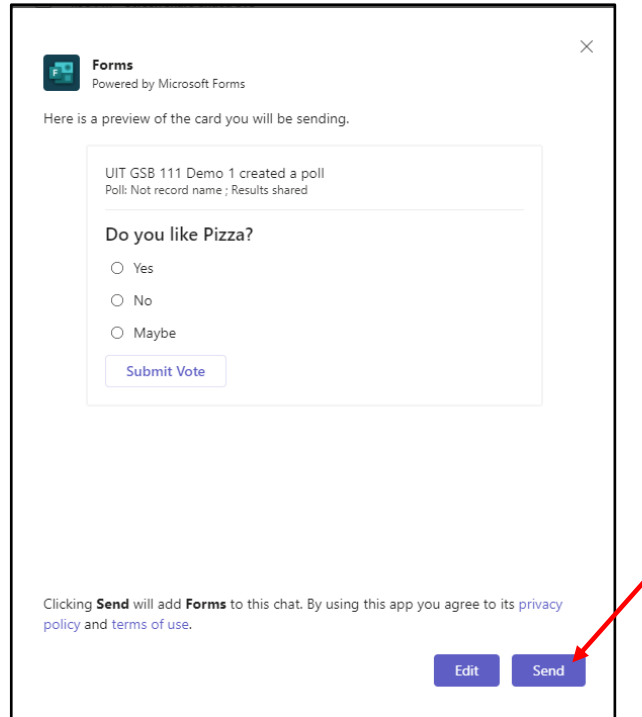 Forms
Powered by Microsoft Forms
Here is a preview of the card you will be sending.
UIT GSB 111 Demo 1 created a poll
Poll: Not record name ; Results shared
Do you like Pizza?
Yes
No
Maybe
Submit Vote
Clicking Send will add Forms to this chat. By using this app you agree to its privacy
policy and terms of use.
Edit
Send